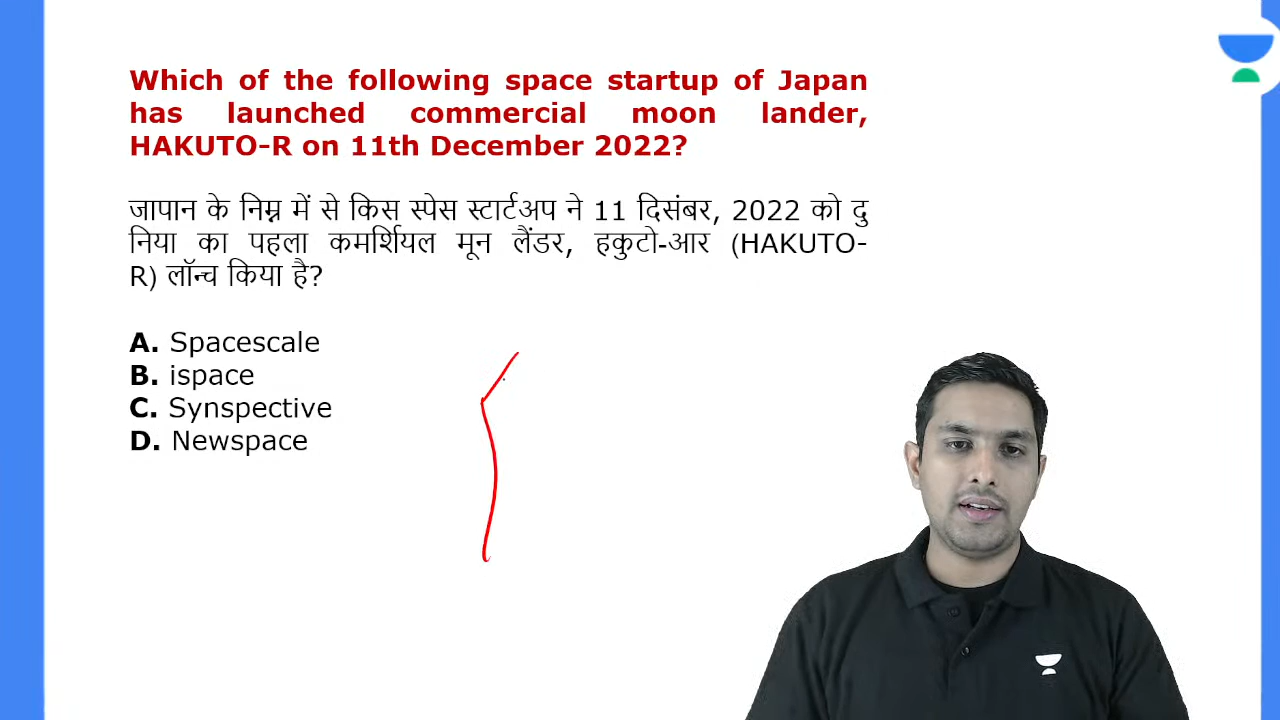 Which of the following space startup of Japan
has launched commercial moon lander,
HAKUTO-R on 11th December 2022?
जापान के निम्न में से किस स्पेस स्टार्टअप ने 11 दिसंबर, 2022 को दु
निया का पहला कमर्शियल मून लैंडर, हकुटो-आर (HAKUTO-
R) लॉन्च किया है?
A. Spacescale
B. ispace
C. Synspective
D. Newspace